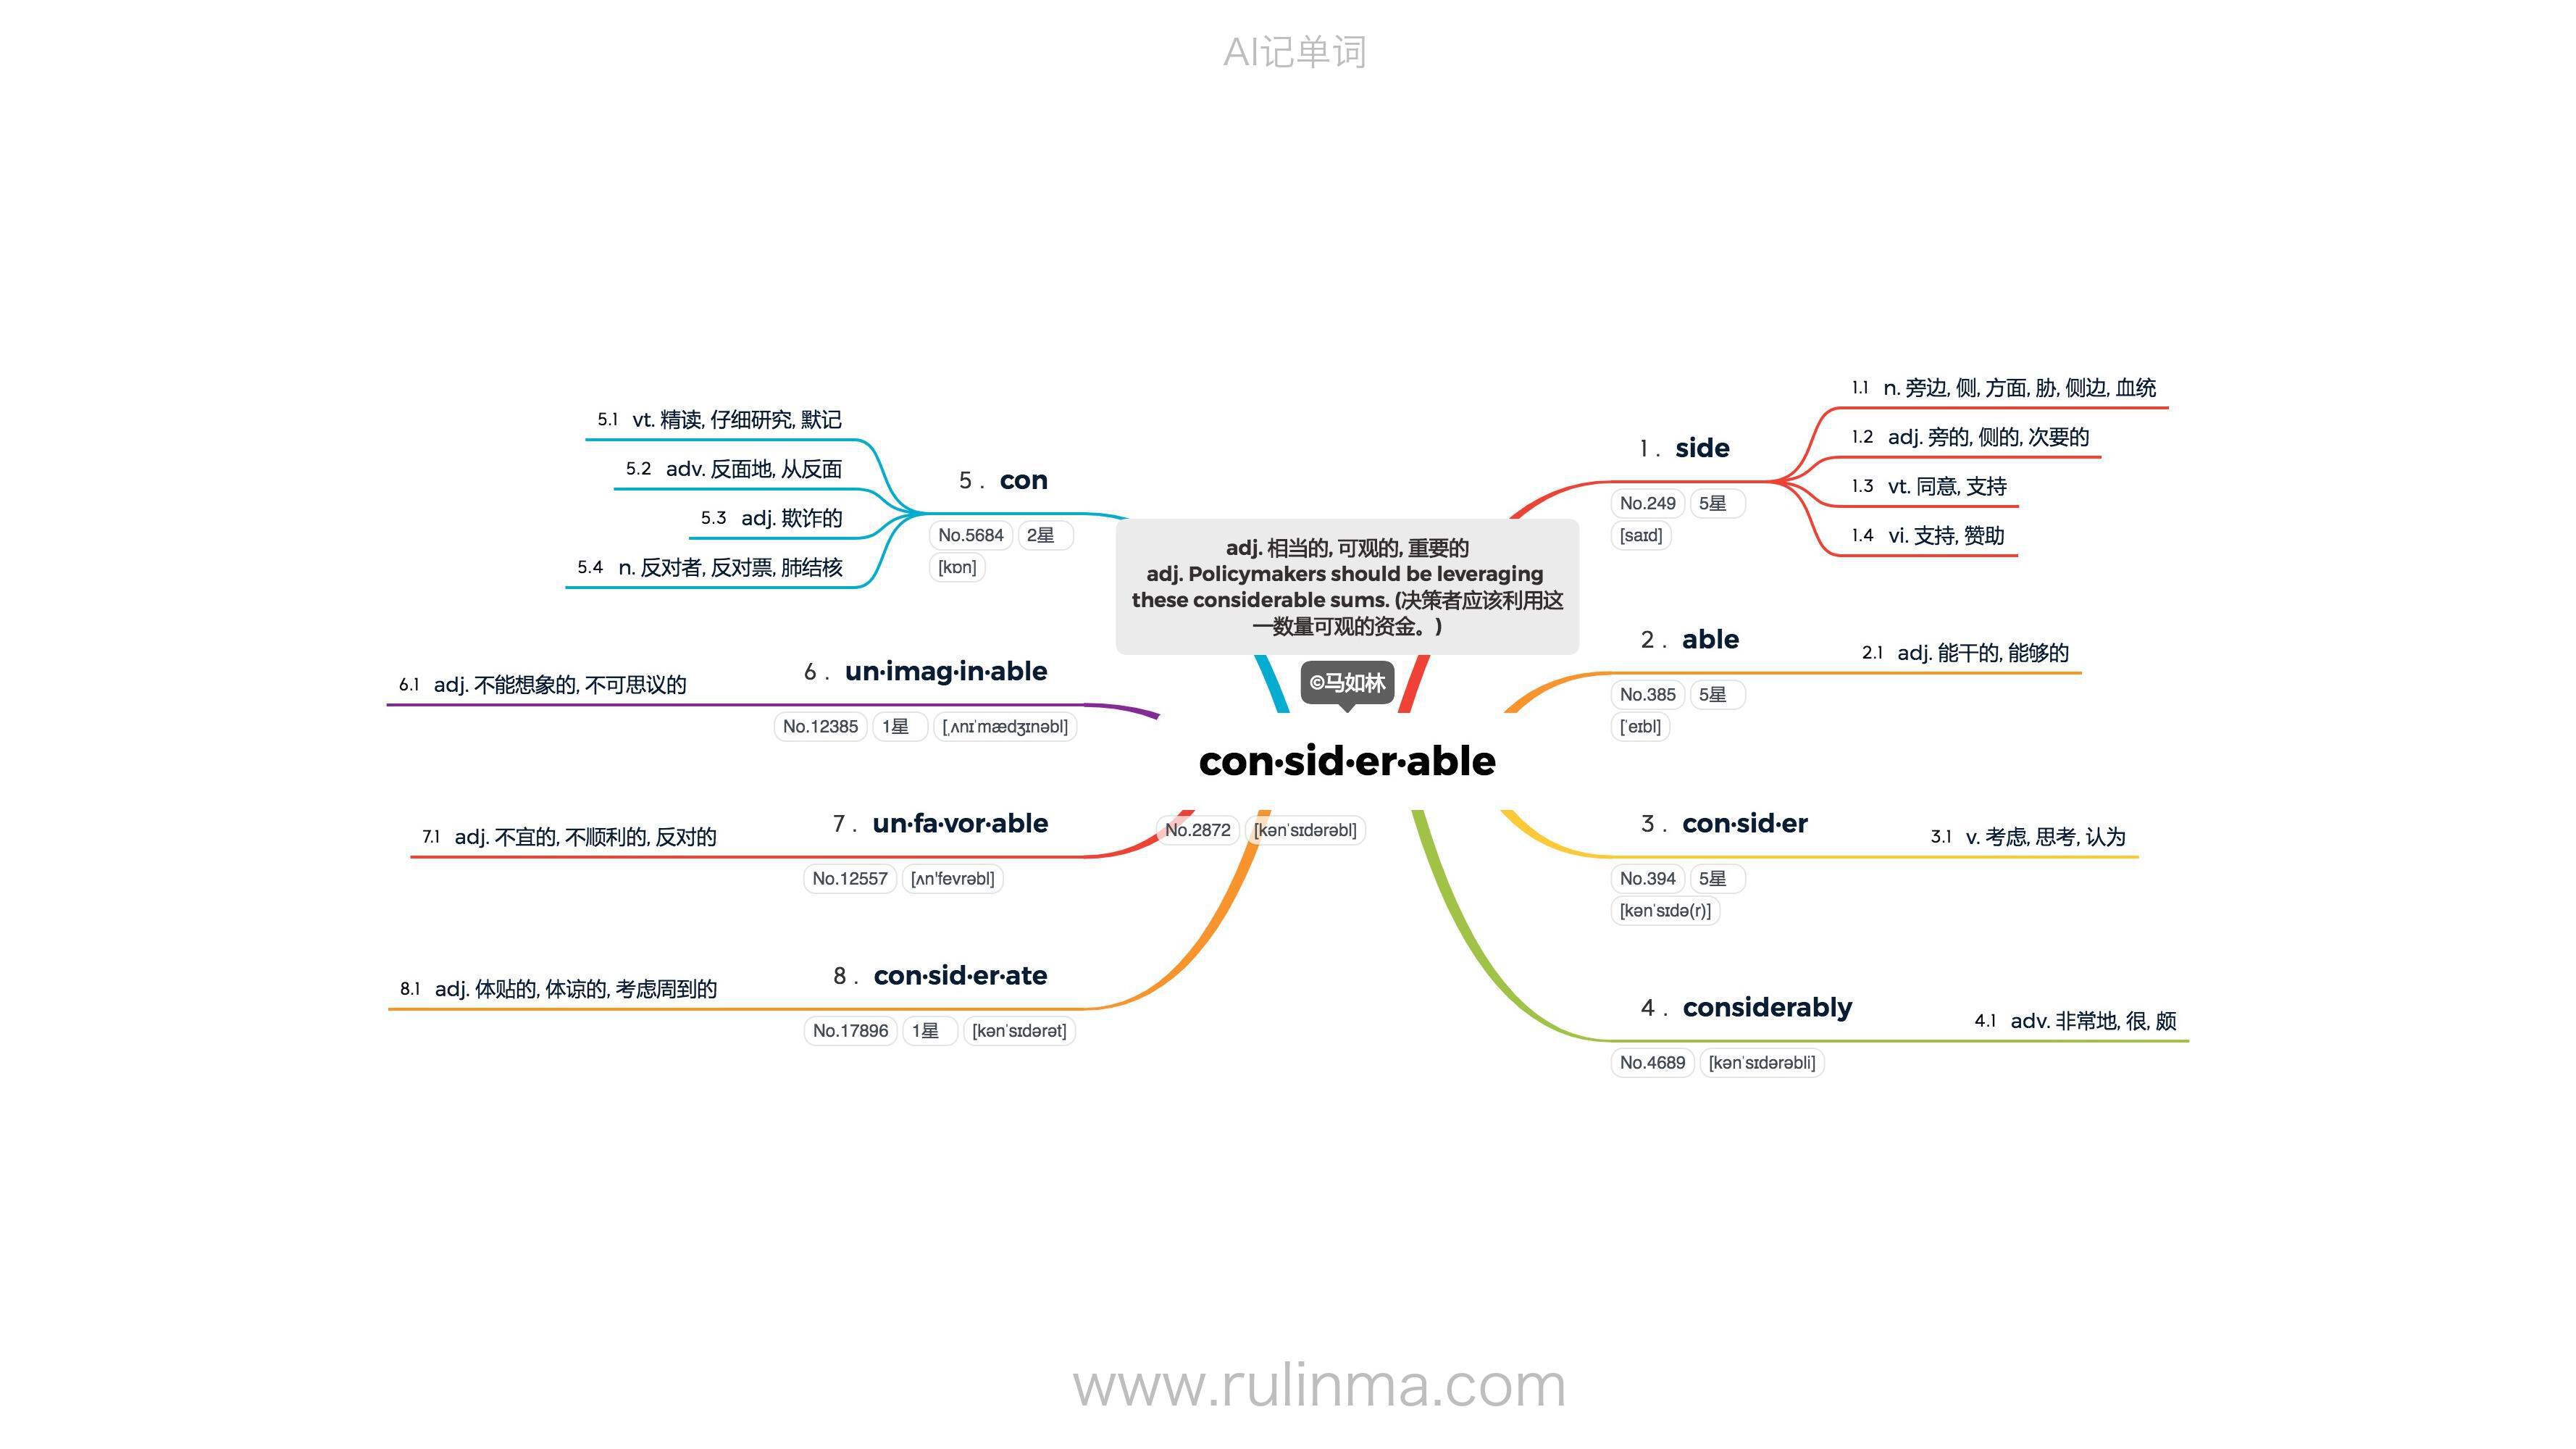 AI记单词
adj. 相当的, 可观的, 重要的
adj. Policymakers should be leveraging
these considerable sums. (决策者应该利用这
一数量可观的资金。)
©马如林
con·sid·er·able
No.2872 [kənˈsɪdərəbl]
1 . side
No.249 5星
[saɪd]
1.1 n. 旁边, 侧, 方面, 胁, 侧边, 血统
1.2 adj. 旁的, 侧的, 次要的
1.3 vt. 同意, 支持
1.4 vi. 支持, 赞助
2 . able
No.385 5星
[ˈeɪbl]
2.1 adj. 能干的, 能够的
3 . con·sid·er
No.394 5星
[kənˈsɪdə(r)]
3.1 v. 考虑, 思考, 认为
4 . considerably
No.4689 [kənˈsɪdərəbli]
4.1 adv. 非常地, 很, 颇
5 . con
No.5684 2星
[kɒn]
5.1 vt. 精读, 仔细研究, 默记
5.2 adv. 反面地, 从反面
5.3 adj. 欺诈的
5.4 n. 反对者, 反对票, 肺结核
6 . un·imag·in·able
No.12385 1星 [ˌʌnɪˈmædʒɪnəbl]
6.1 adj. 不能想象的, 不可思议的
7 . un·fa·vor·able
No.12557 [ʌn'fevrəbl]
7.1 adj. 不宜的, 不顺利的, 反对的
8 . con·sid·er·ate
No.17896 1星 [kənˈsɪdərət]
8.1 adj. 体贴的, 体谅的, 考虑周到的
www.rulinma.com